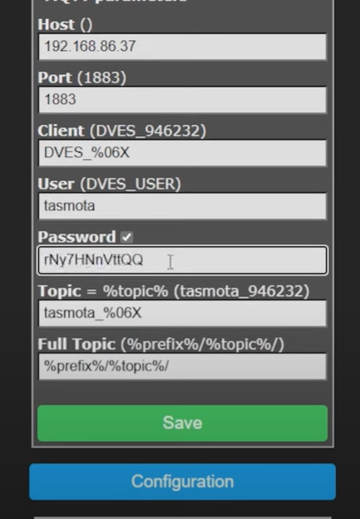 Host ()
192.168.86.37
Port (1883)
1883
Client (DVES_946232)
DVES_%06X
User (DVES_USER)
tasmota
Password
rNy7HNnVttQQ
Topic = %topic% (tasmota_946232)
tasmota_%06X
Full Topic (%prefix%/%topic%/)
%prefix%/%topic%/
Save
Configuration